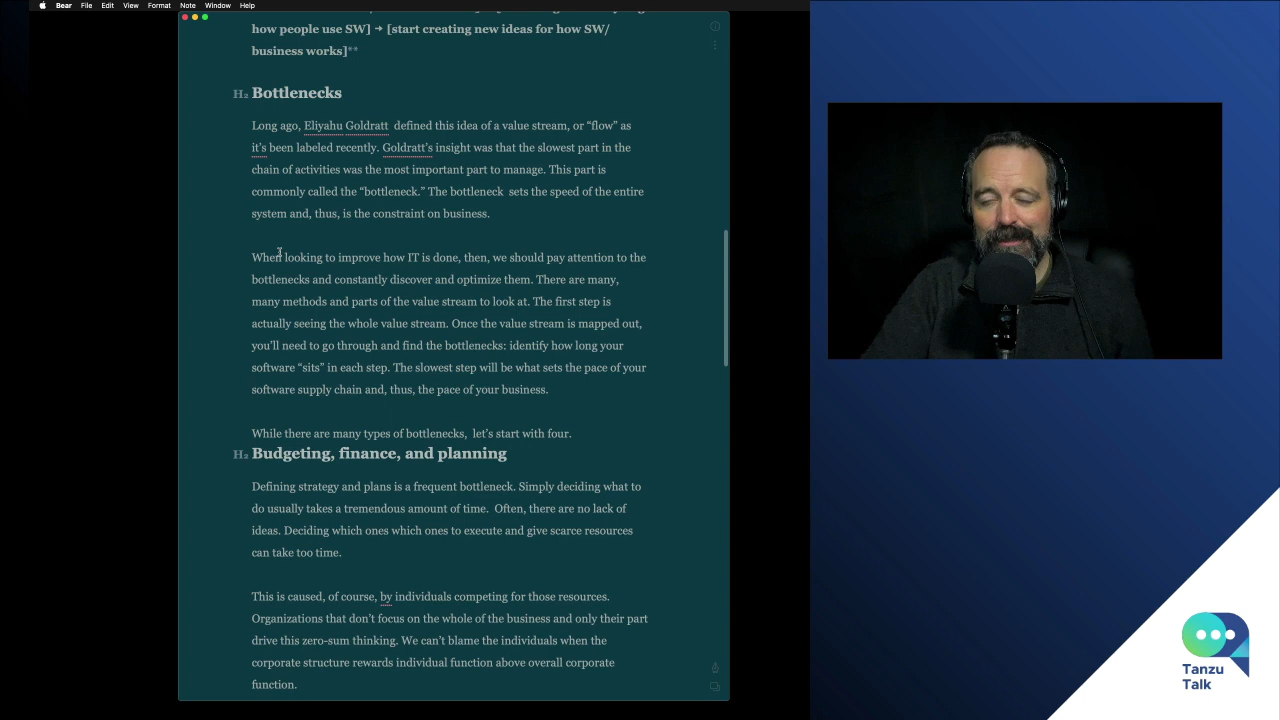 Bear File Edit View Format Note Window Help
how people use SW] → [start creating new ideas for how SW/
business works]**
H2 Bottlenecks
Long ago, Eliyahu Goldratt  defined this idea of a value stream, or “flow” as
it’s been labeled recently. Goldratt’s insight was that the slowest part in the
chain of activities was the most important part to manage. This part is
commonly called the “bottleneck.” The bottleneck  sets the speed of the entire
system and, thus, is the constraint on business.
When looking to improve how IT is done, then, we should pay attention to the
bottlenecks and constantly discover and optimize them. There are many,
many methods and parts of the value stream to look at. The first step is
actually seeing the whole value stream. Once the value stream is mapped out,
you’ll need to go through and find the bottlenecks: identify how long your
software “sits” in each step. The slowest step will be what sets the pace of your
software supply chain and, thus, the pace of your business.
While there are many types of bottlenecks,  let’s start with four.
H2 Budgeting, finance, and planning
Defining strategy and plans is a frequent bottleneck. Simply deciding what to
do usually takes a tremendous amount of time.  Often, there are no lack of
ideas. Deciding which ones which ones to execute and give scarce resources
can take too time.
This is caused, of course, by individuals competing for those resources.
Organizations that don’t focus on the whole of the business and only their part
drive this zero-sum thinking. We can’t blame the individuals when the
corporate structure rewards individual function above overall corporate
function.
Tanzu
Talk